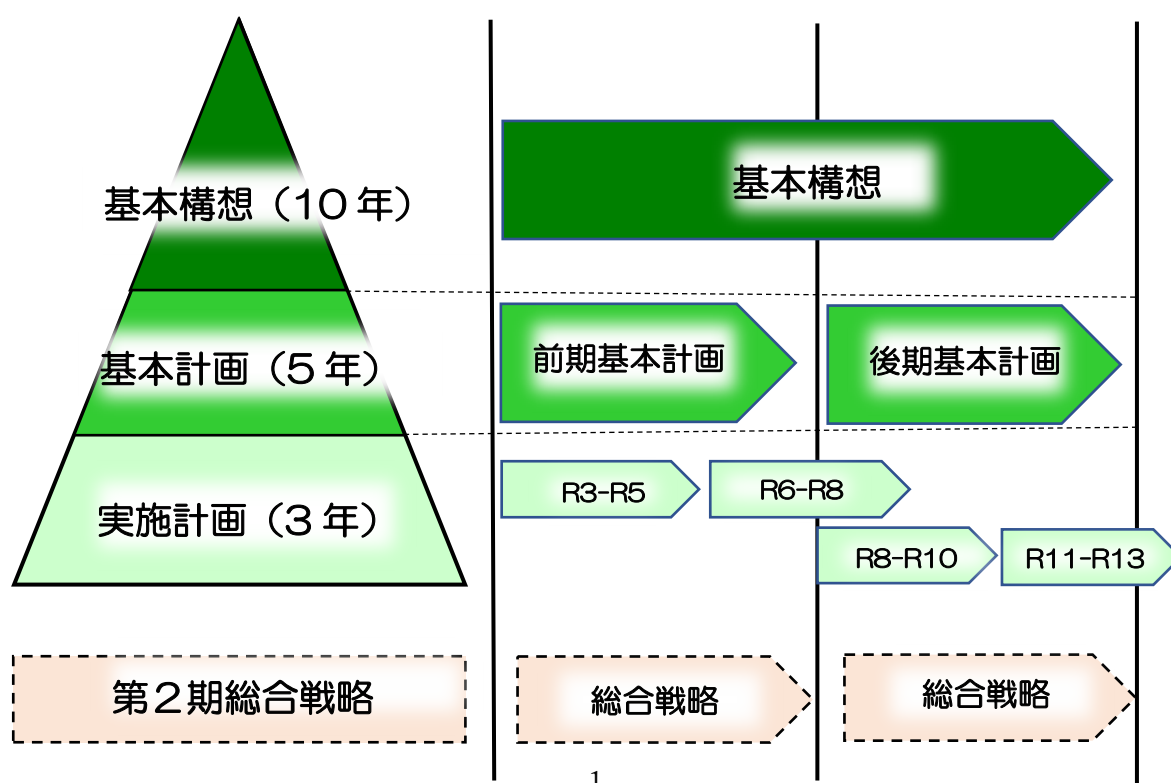 基本構想（10年）
基本構想
基本計画（5年）
前期基本計画
後期基本計画
実施計画（3年）
R3-R5
R6-R8
R8-R10
R11-R13
第2期総合戦略
総合戦略
総合戦略
1